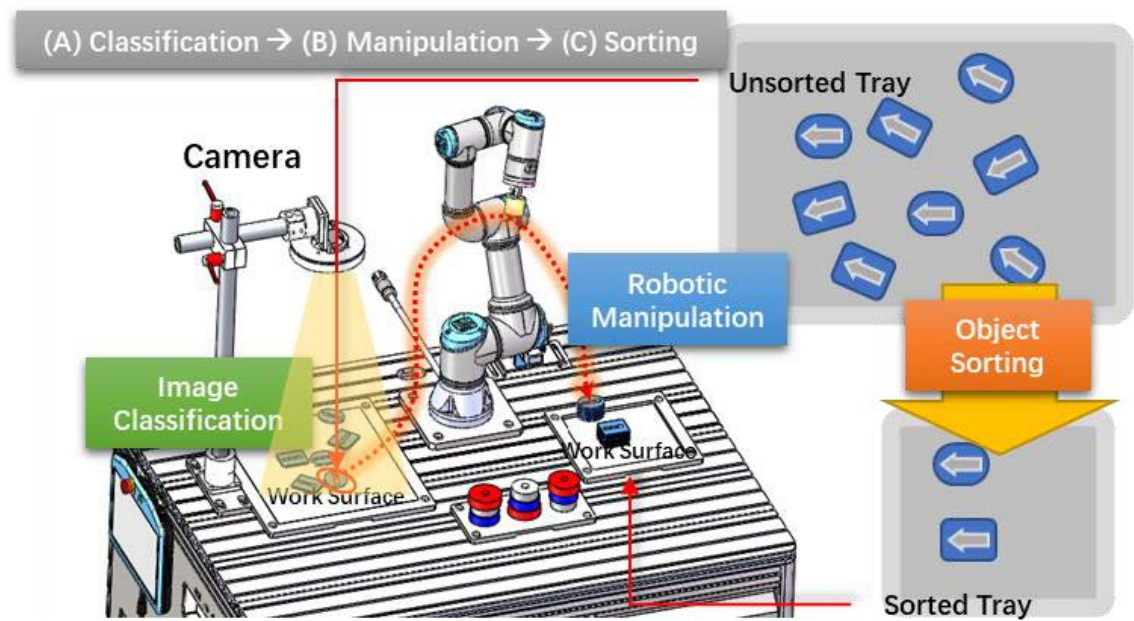 (A) Classification → (B) Manipulation → (C) Sorting
Unsorted Tray
Camera
Robotic
Manipulation
Object
Sorting
Image
Classification
Work Surface
Work Surface
Sorted Tray